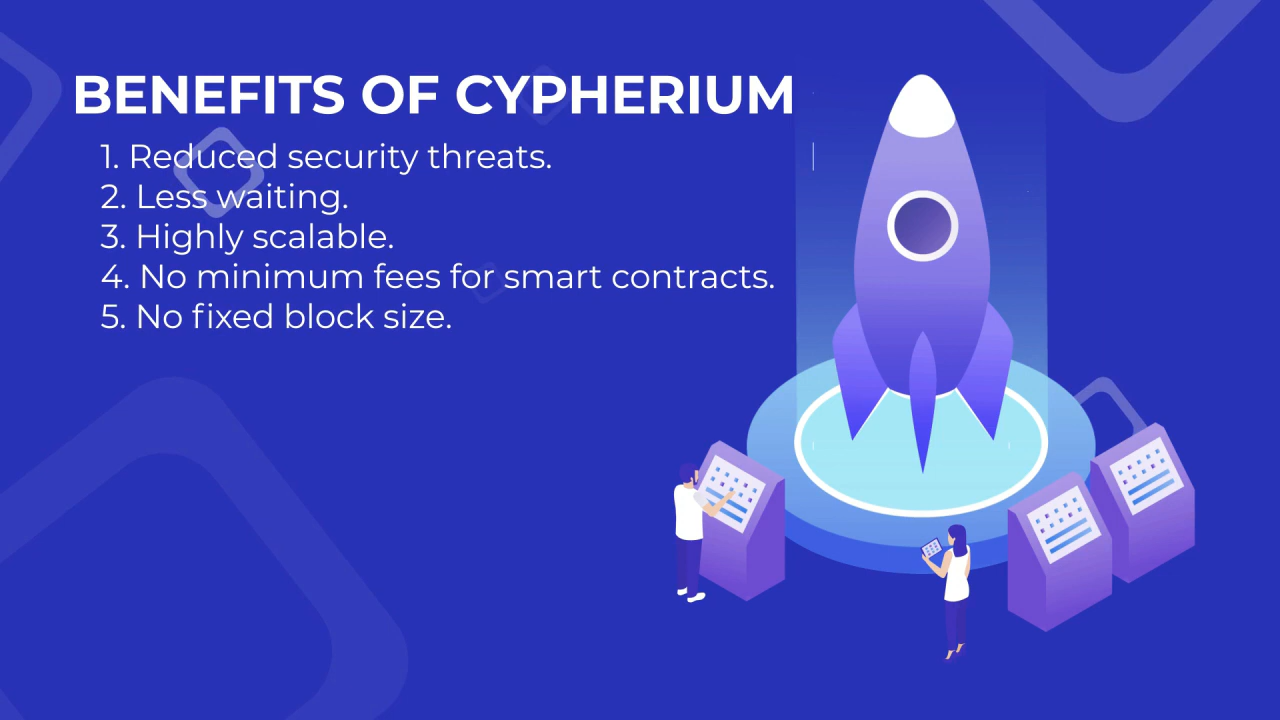 BENEFITS OF CYPHERIUM
1. Reduced security threats.
2. Less waiting.
3. Highly scalable.
4. No minimum fees for smart contracts.
5. No fixed block size.